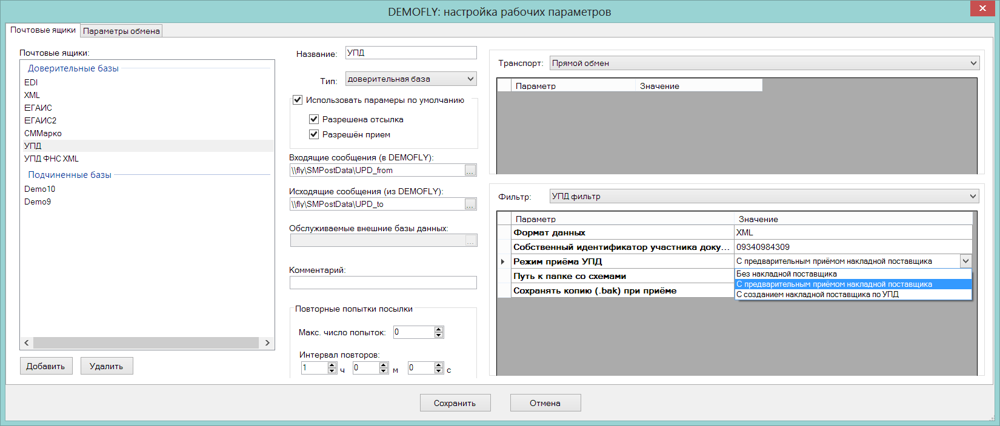 DEMOFLY: настройка рабочих параметров
Почтовые ящики
Параметры обмена
Почтовые ящики:
Доверительные базы
EDI
XML
ЕГАИС
ЕГАИС2
СММарко
УПД
УПД ФНС XML
Подчиненные базы
Demo10
Demo9
Добавить
Удалить
Название:
УПД
Тип:
доверительная база
Использовать парамеры по умолчанию
Разрешена отсылка
Разрешён прием
Входящие сообщения (в DEMOFLY):
\\fly\SMPostData\UPD_from
...
Исходящие сообщения (из DEMOFLY):
\\fly\SMPostData\UPD_to
...
Обслуживаемые внешние базы данных:
...
Комментарий:
Повторные попытки посылки
Макс. число попыток:
0
Интервал повторов:
1 ч 0 м 0 с
Транспорт:
Прямой обмен
Параметр Значение
Фильтр:
УПД фильтр
Параметр Значение
Формат данных XML
Собственный идентификатор участника доку... 09340984309
Режим приёма УПД С предварительным приёмом накладной поставщика
Путь к папке со схемами
Сохранять копию (.bak) при приёме
Без накладной поставщика
С предварительным приёмом накладной поставщика
С созданием накладной поставщика по УПД
Сохранить
Отмена